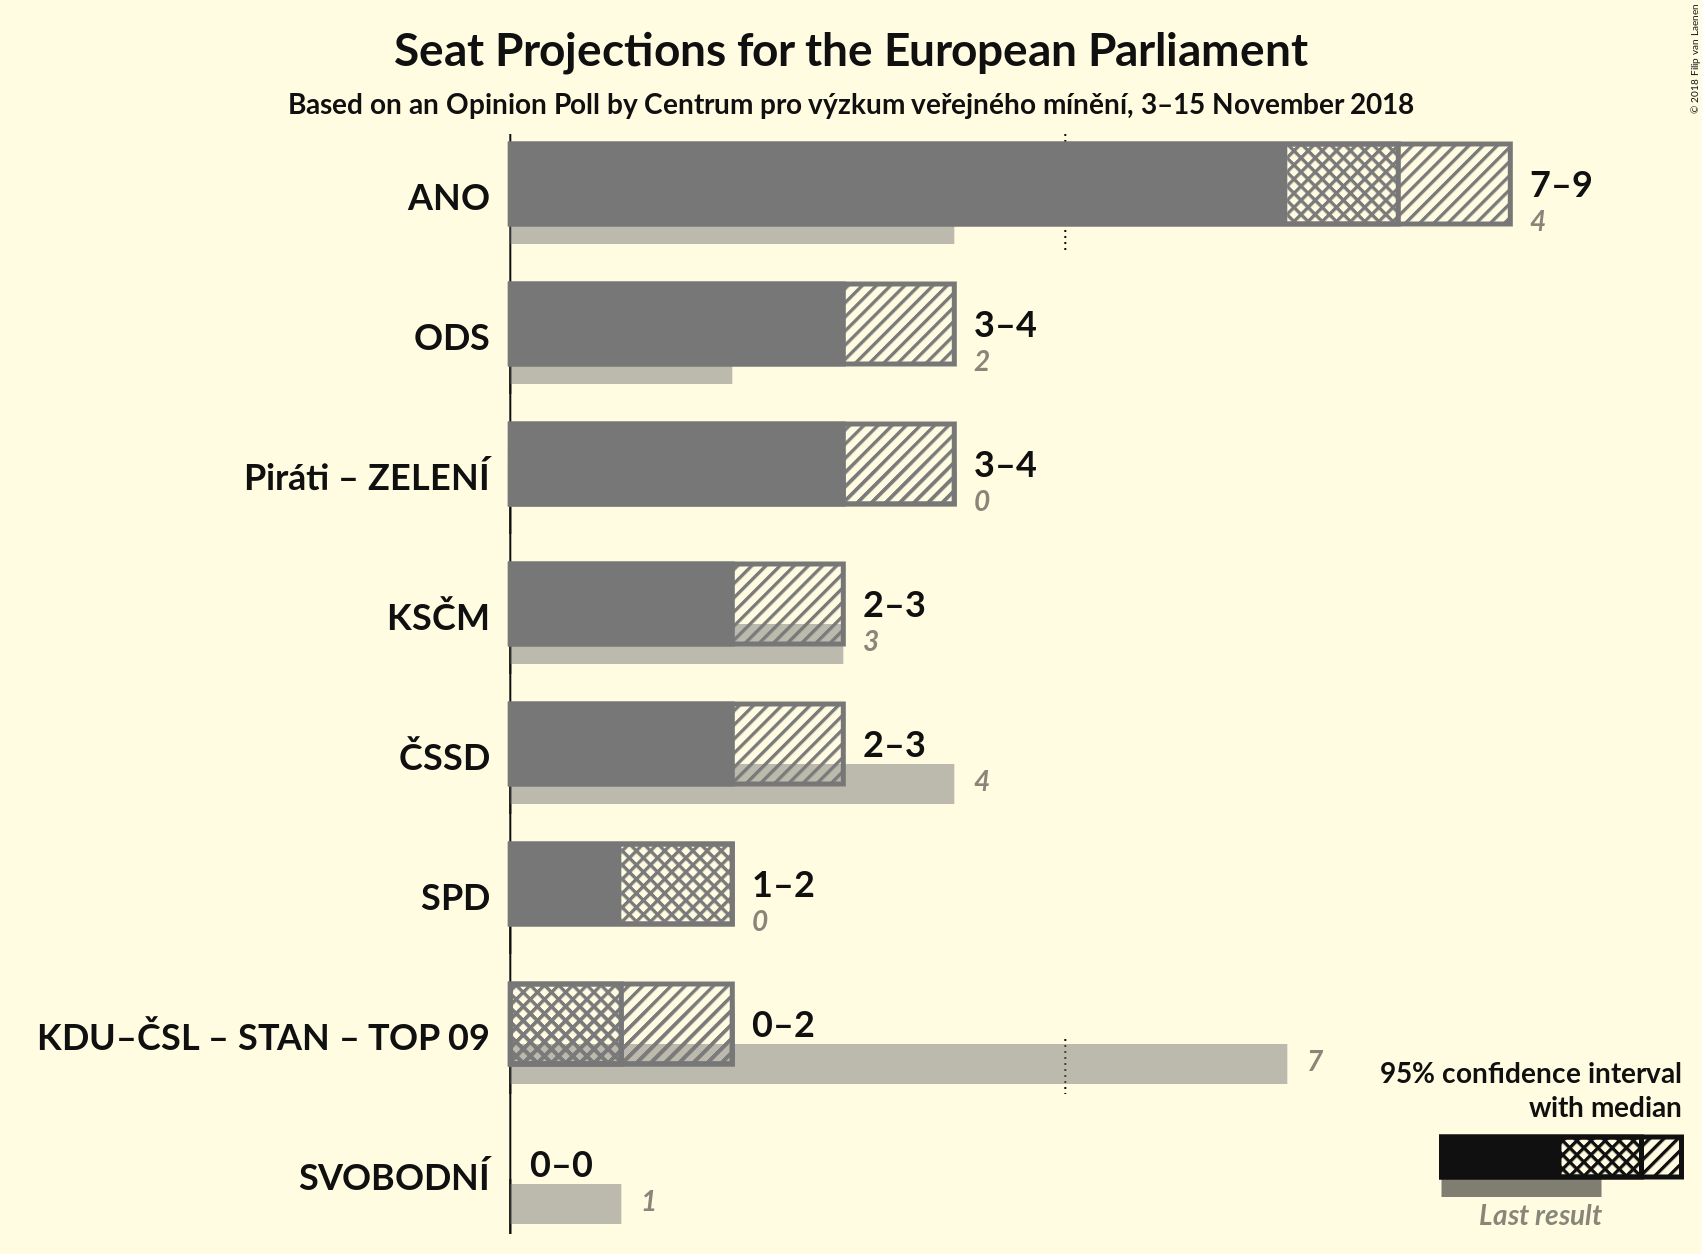 Seat Projections for the European Parliament
Based on an Opinion Poll by Centrum pro výzkum veřejného mínění, 3–15 November 2018
© 2018 Filip van Laenen
ANO
7–9
4
ODS
3–4
2
Piráti – ZELENÍ
3–4
0
KSČM
2–3
3
ČSSD
2–3
4
SPD
1–2
0
KDU–ČSL – STAN – TOP 09
0–2
7
SVOBODNÍ
0–0
1
95% confidence interval
with median
Last result